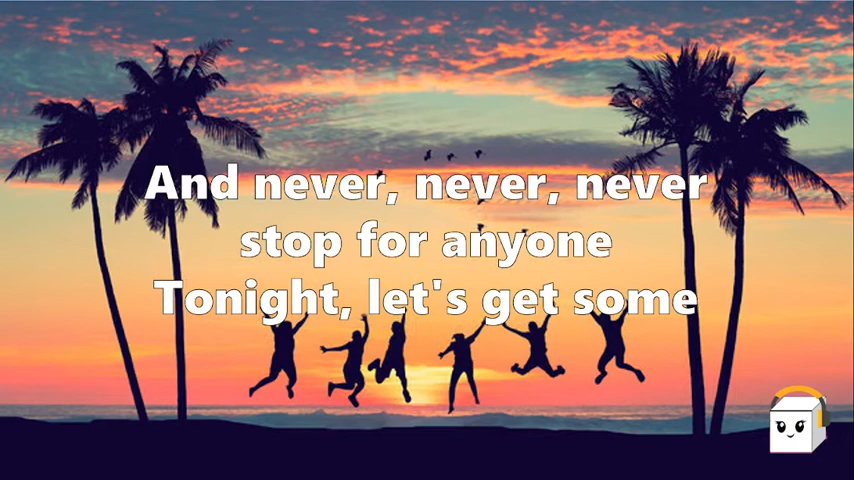 And never, never, never
stop for anyone
Tonight, let's get some